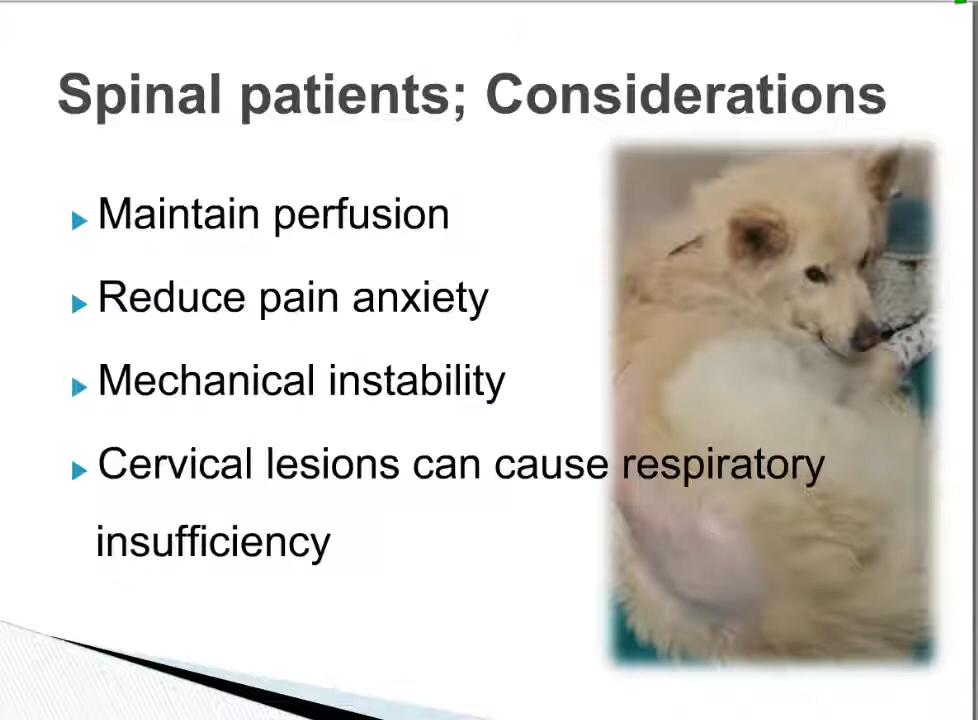 Spinal patients; Considerations
Maintain perfusion
Reduce pain anxiety
Mechanical instability
Cervical lesions can cause respiratory
insufficiency